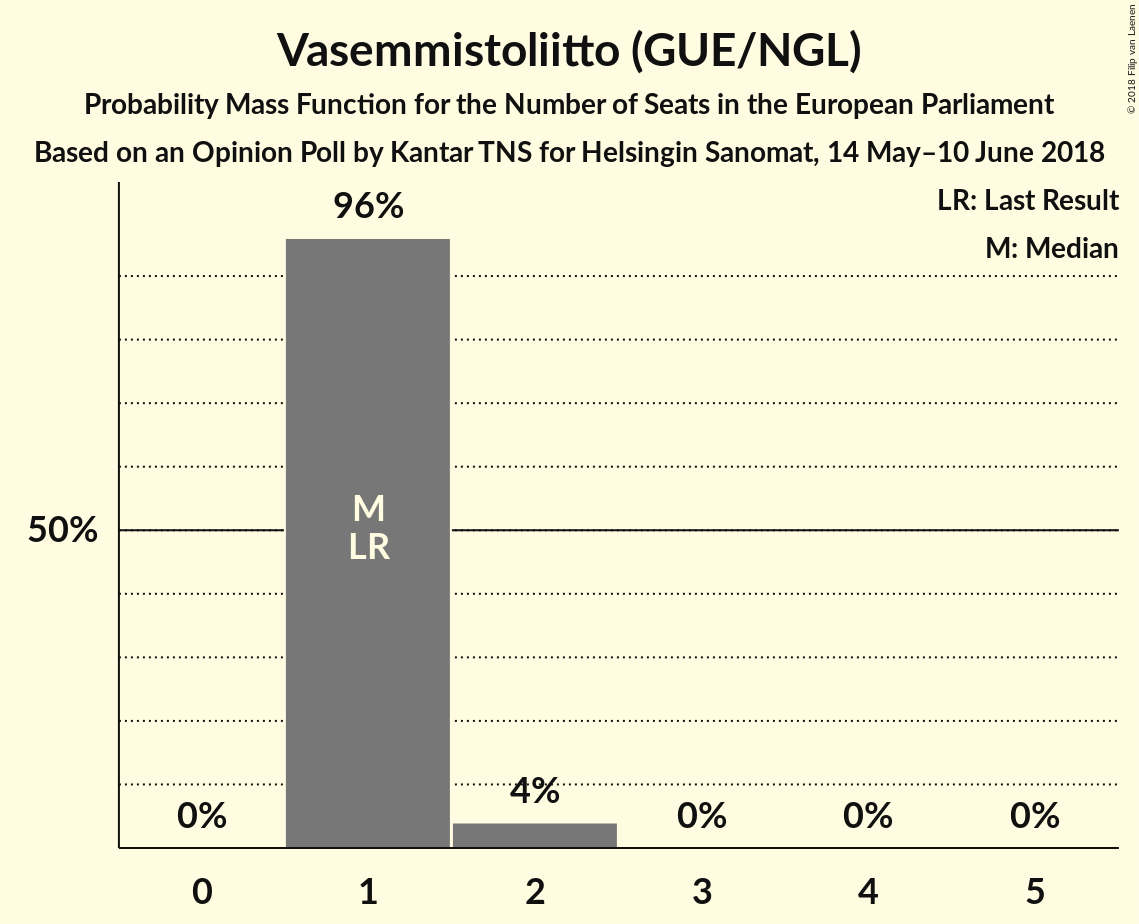 Vasemmistoliitto (GUE/NGL)
Probability Mass Function for the Number of Seats in the European Parliament
Based on an Opinion Poll by Kantar TNS for Helsingin Sanomat, 14 May–10 June 2018
© 2018 Filip van Laenen
LR: Last Result
M: Median
96%
M
LR
50%
4%
0%
0%
0%
0%
0 1 2 3 4 5